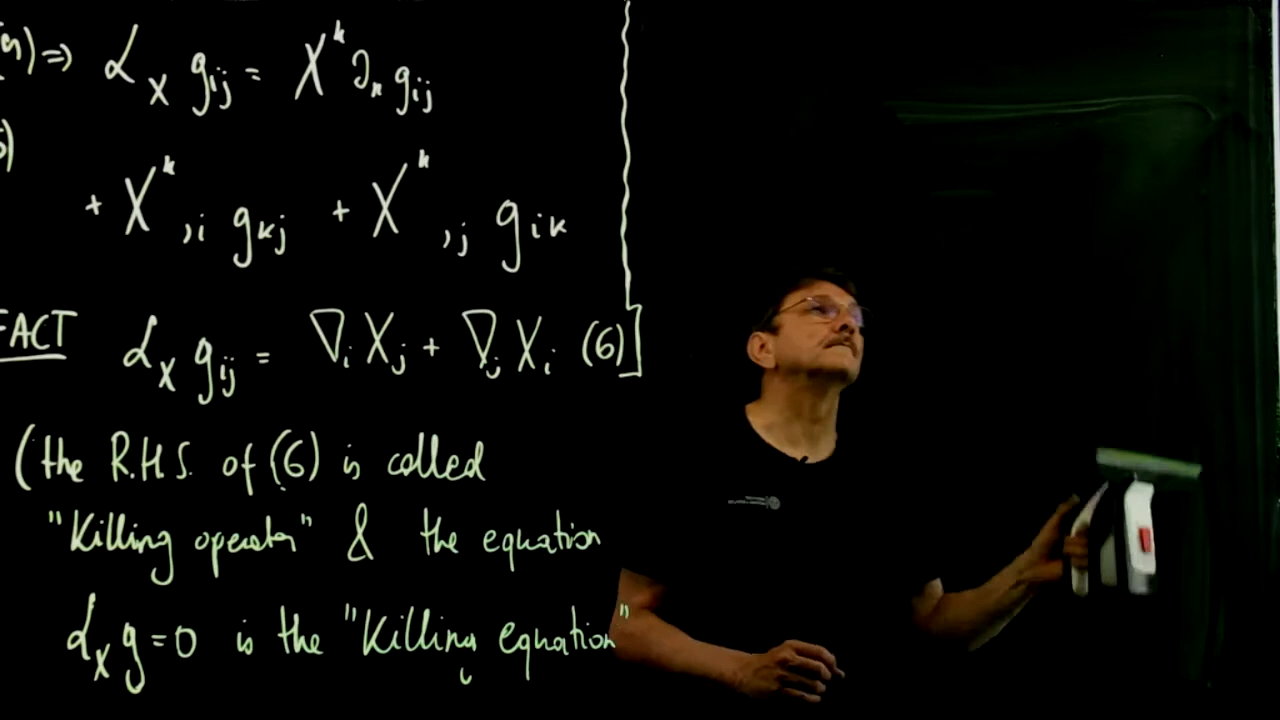 ⇒ ℒ_X g_ij = X^k ∂_k g_ij
+ X^k_,i g_kj + X^k_,j g_ik
FACT ℒ_X g_ij = ∇_i X_j + ∇_j X_i (6)]
(the R.H.S. of (6) is called
"Killing operator" & the equation
ℒ_X g = 0 is the "Killing equation"